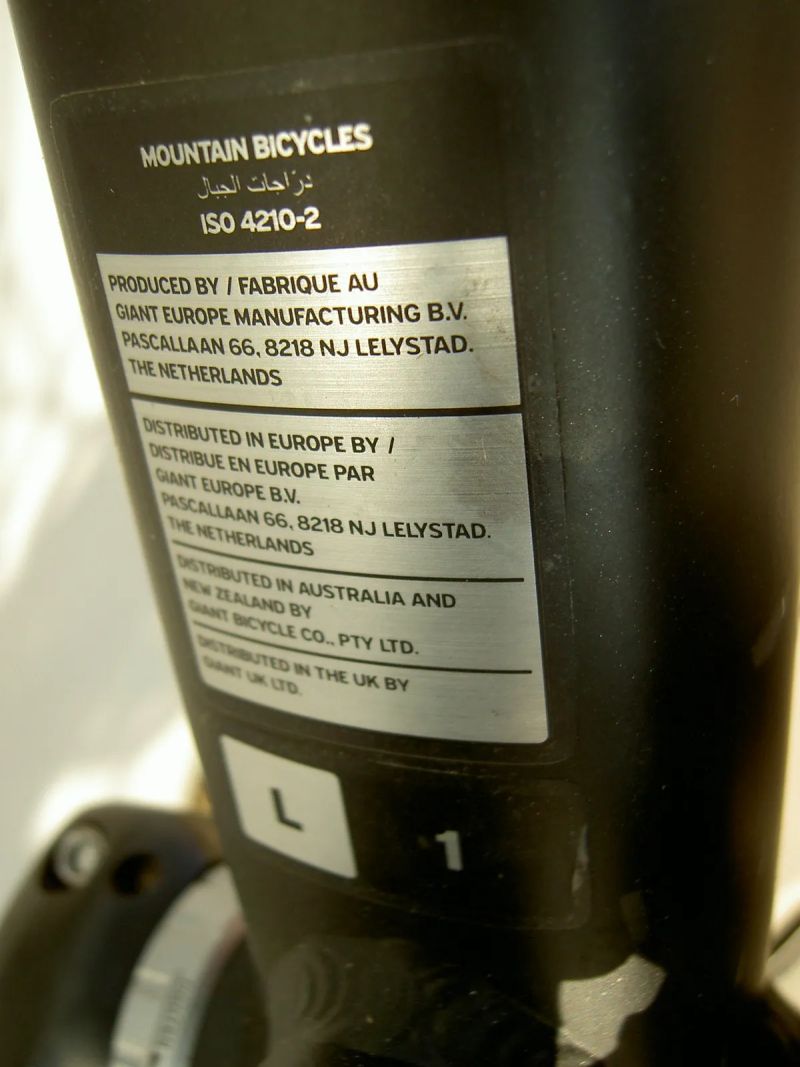 MOUNTAIN BICYCLES
درّاجات الجبال
ISO 4210-2
PRODUCED BY / FABRIQUE AU
GIANT EUROPE MANUFACTURING B.V.
PASCALLAAN 66, 8218 NJ LELYSTAD.
THE NETHERLANDS
DISTRIBUTED IN EUROPE BY /
DISTRIBUE EN EUROPE PAR
GIANT EUROPE B.V.
PASCALLAAN 66, 8218 NJ LELYSTAD.
THE NETHERLANDS
DISTRIBUTED IN AUSTRALIA AND
NEW ZEALAND BY
GIANT BICYCLE CO., PTY LTD.
DISTRIBUTED IN THE UK BY
GIANT UK LTD.
L
1